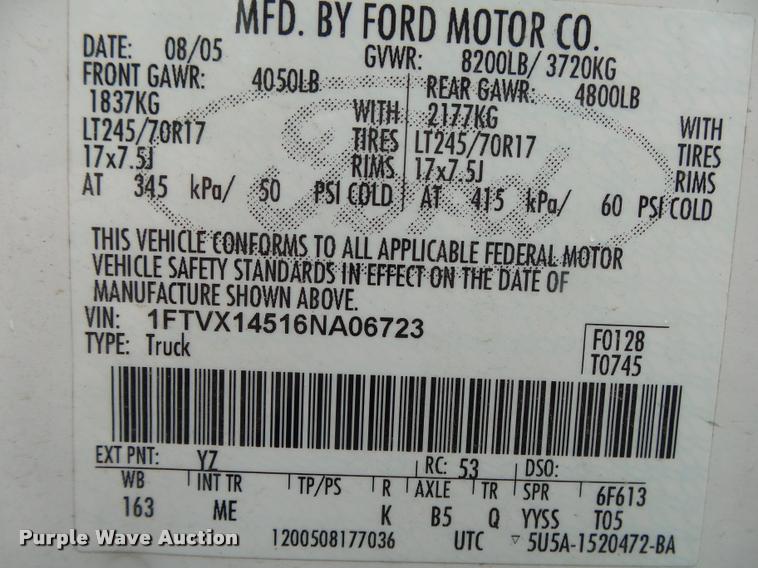 MFD. BY FORD MOTOR CO.
DATE: 08/05 GVWR: 8200LB/ 3720KG
FRONT GAWR: 4050LB REAR GAWR: 4800LB
1837KG WITH 2177KG WITH
LT245/70R17 TIRES LT245/70R17 TIRES
17x7.5J RIMS 17x7.5J RIMS
AT 345 kPa/ 50 PSI COLD AT 415 kPa/ 60 PSI COLD
Ford
THIS VEHICLE CONFORMS TO ALL APPLICABLE FEDERAL MOTOR
VEHICLE SAFETY STANDARDS IN EFFECT ON THE DATE OF
MANUFACTURE SHOWN ABOVE.
VIN: 1FTVX14516NA06723
TYPE: Truck
F0128
T0745
EXT PNT: YZ RC: 53 DSO:
WB INT TR TP/PS R AXLE TR SPR 6F613
163 ME K B5 Q YYSS T05
1200508177036 UTC ▽ 5U5A-1520472-BA
Purple Wave Auction